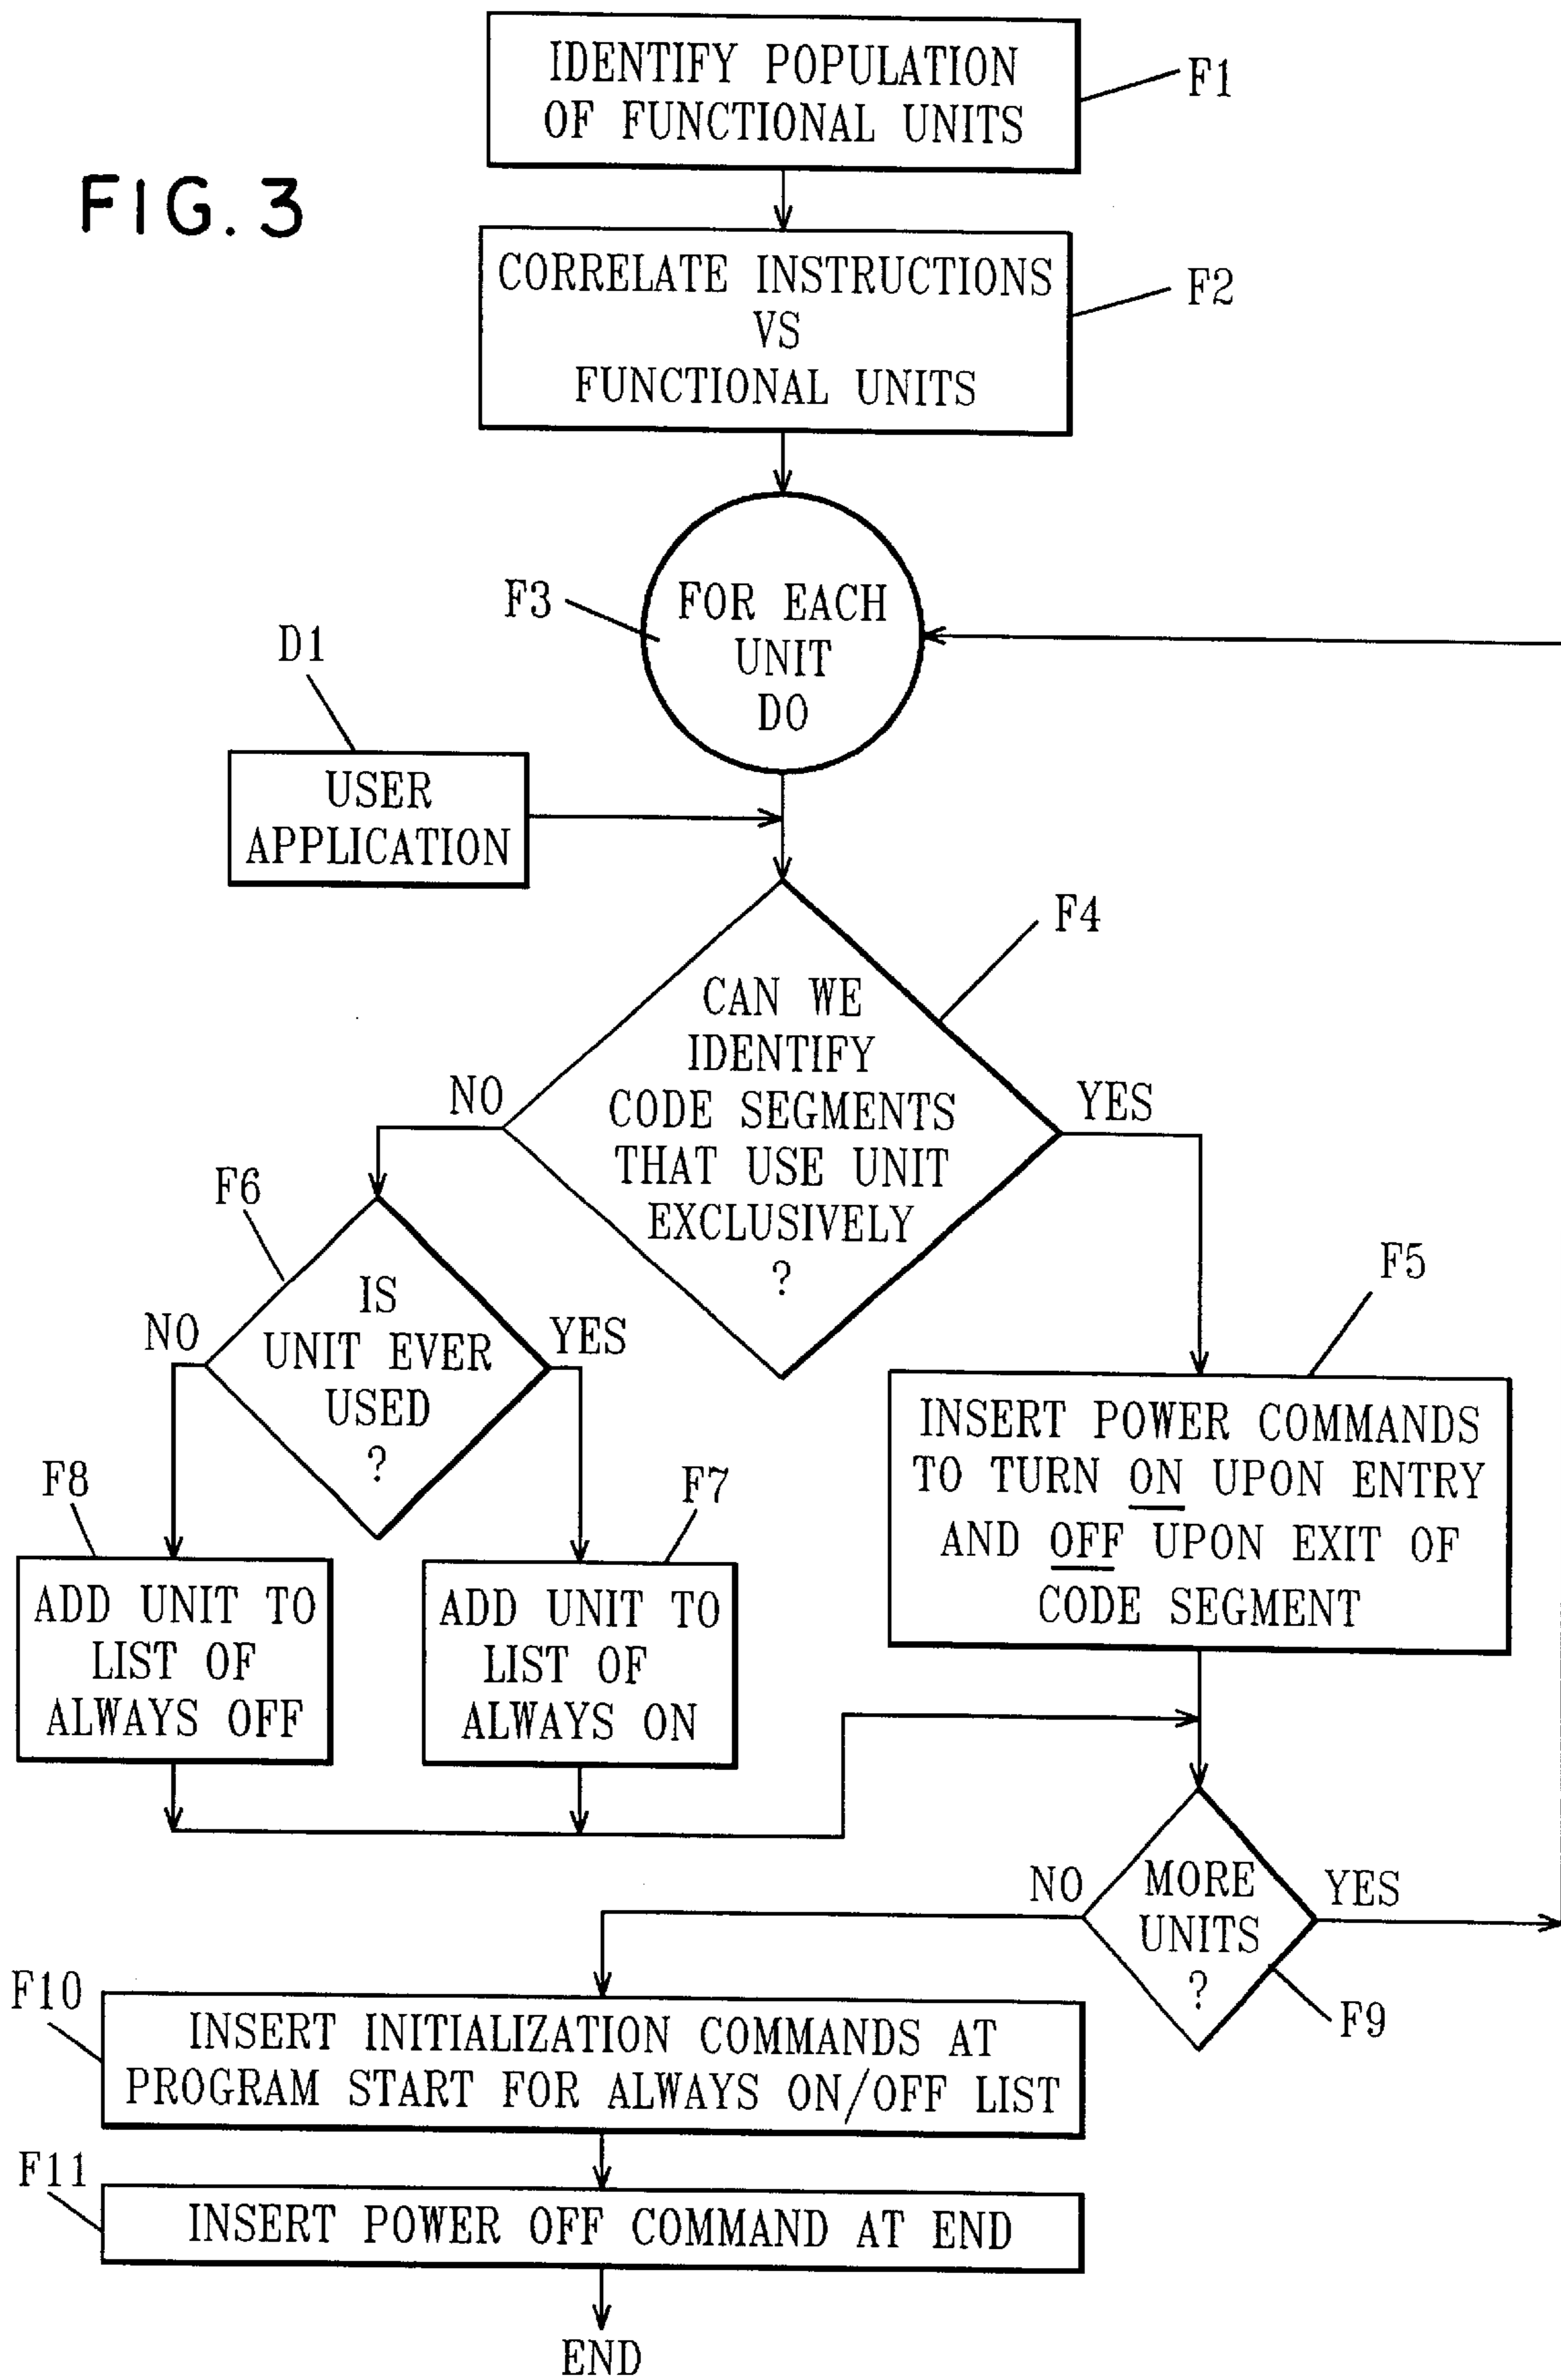 FIG. 3
IDENTIFY POPULATION
OF FUNCTIONAL UNITS
F1
CORRELATE INSTRUCTIONS
VS
FUNCTIONAL UNITS
F2
FOR EACH
UNIT
DO
F3
D1
USER
APPLICATION
F4
CAN WE
IDENTIFY
CODE SEGMENTS
THAT USE UNIT
EXCLUSIVELY
?
NO
YES
F6
IS
UNIT EVER
USED
?
NO
YES
F5
INSERT POWER COMMANDS
TO TURN ON UPON ENTRY
AND OFF UPON EXIT OF
CODE SEGMENT
F8
ADD UNIT TO
LIST OF
ALWAYS OFF
F7
ADD UNIT TO
LIST OF
ALWAYS ON
NO
MORE
UNITS
?
YES
F9
F10
INSERT INITIALIZATION COMMANDS AT
PROGRAM START FOR ALWAYS ON/OFF LIST
F11
INSERT POWER OFF COMMAND AT END
END